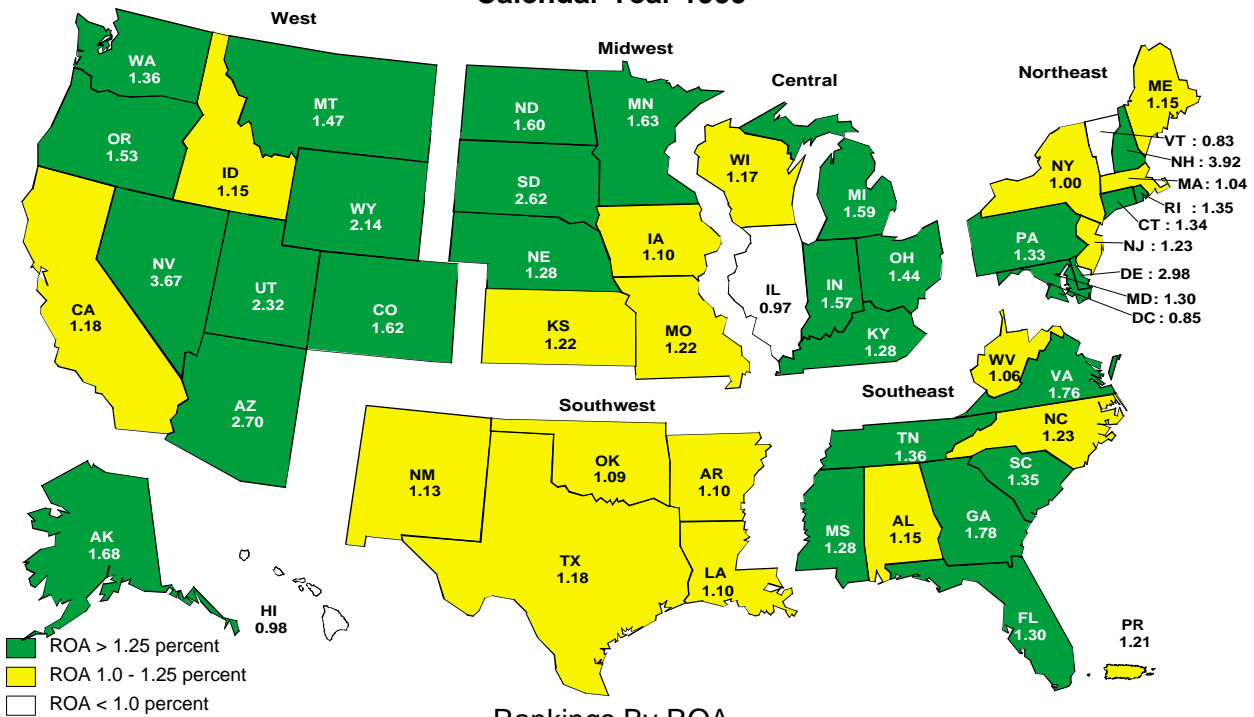 West
Midwest
Central
Northeast
WA
1.36
MT
1.47
OR
1.53
ID
1.15
WY
2.14
CA
1.18
NV
3.67
UT
2.32
CO
1.62
AZ
2.70
AK
1.68
HI
0.98
ND
1.60
MN
1.63
SD
2.62
NE
1.28
IA
1.10
KS
1.22
MO
1.22
WI
1.17
MI
1.59
IL
0.97
IN
1.57
OH
1.44
KY
1.28
ME
1.15
NY
1.00
VT : 0.83
NH : 3.92
MA : 1.04
RI : 1.35
CT : 1.34
NJ : 1.23
PA
1.33
DE : 2.98
MD : 1.30
DC : 0.85
Southwest
NM
1.13
OK
1.09
AR
1.10
TX
1.18
LA
1.10
Southeast
WV
1.06
VA
1.76
TN
1.36
NC
1.23
SC
1.35
MS
1.28
AL
1.15
GA
1.78
FL
1.30
PR
1.21
ROA > 1.25 percent
ROA 1.0 - 1.25 percent
ROA < 1.0 percent